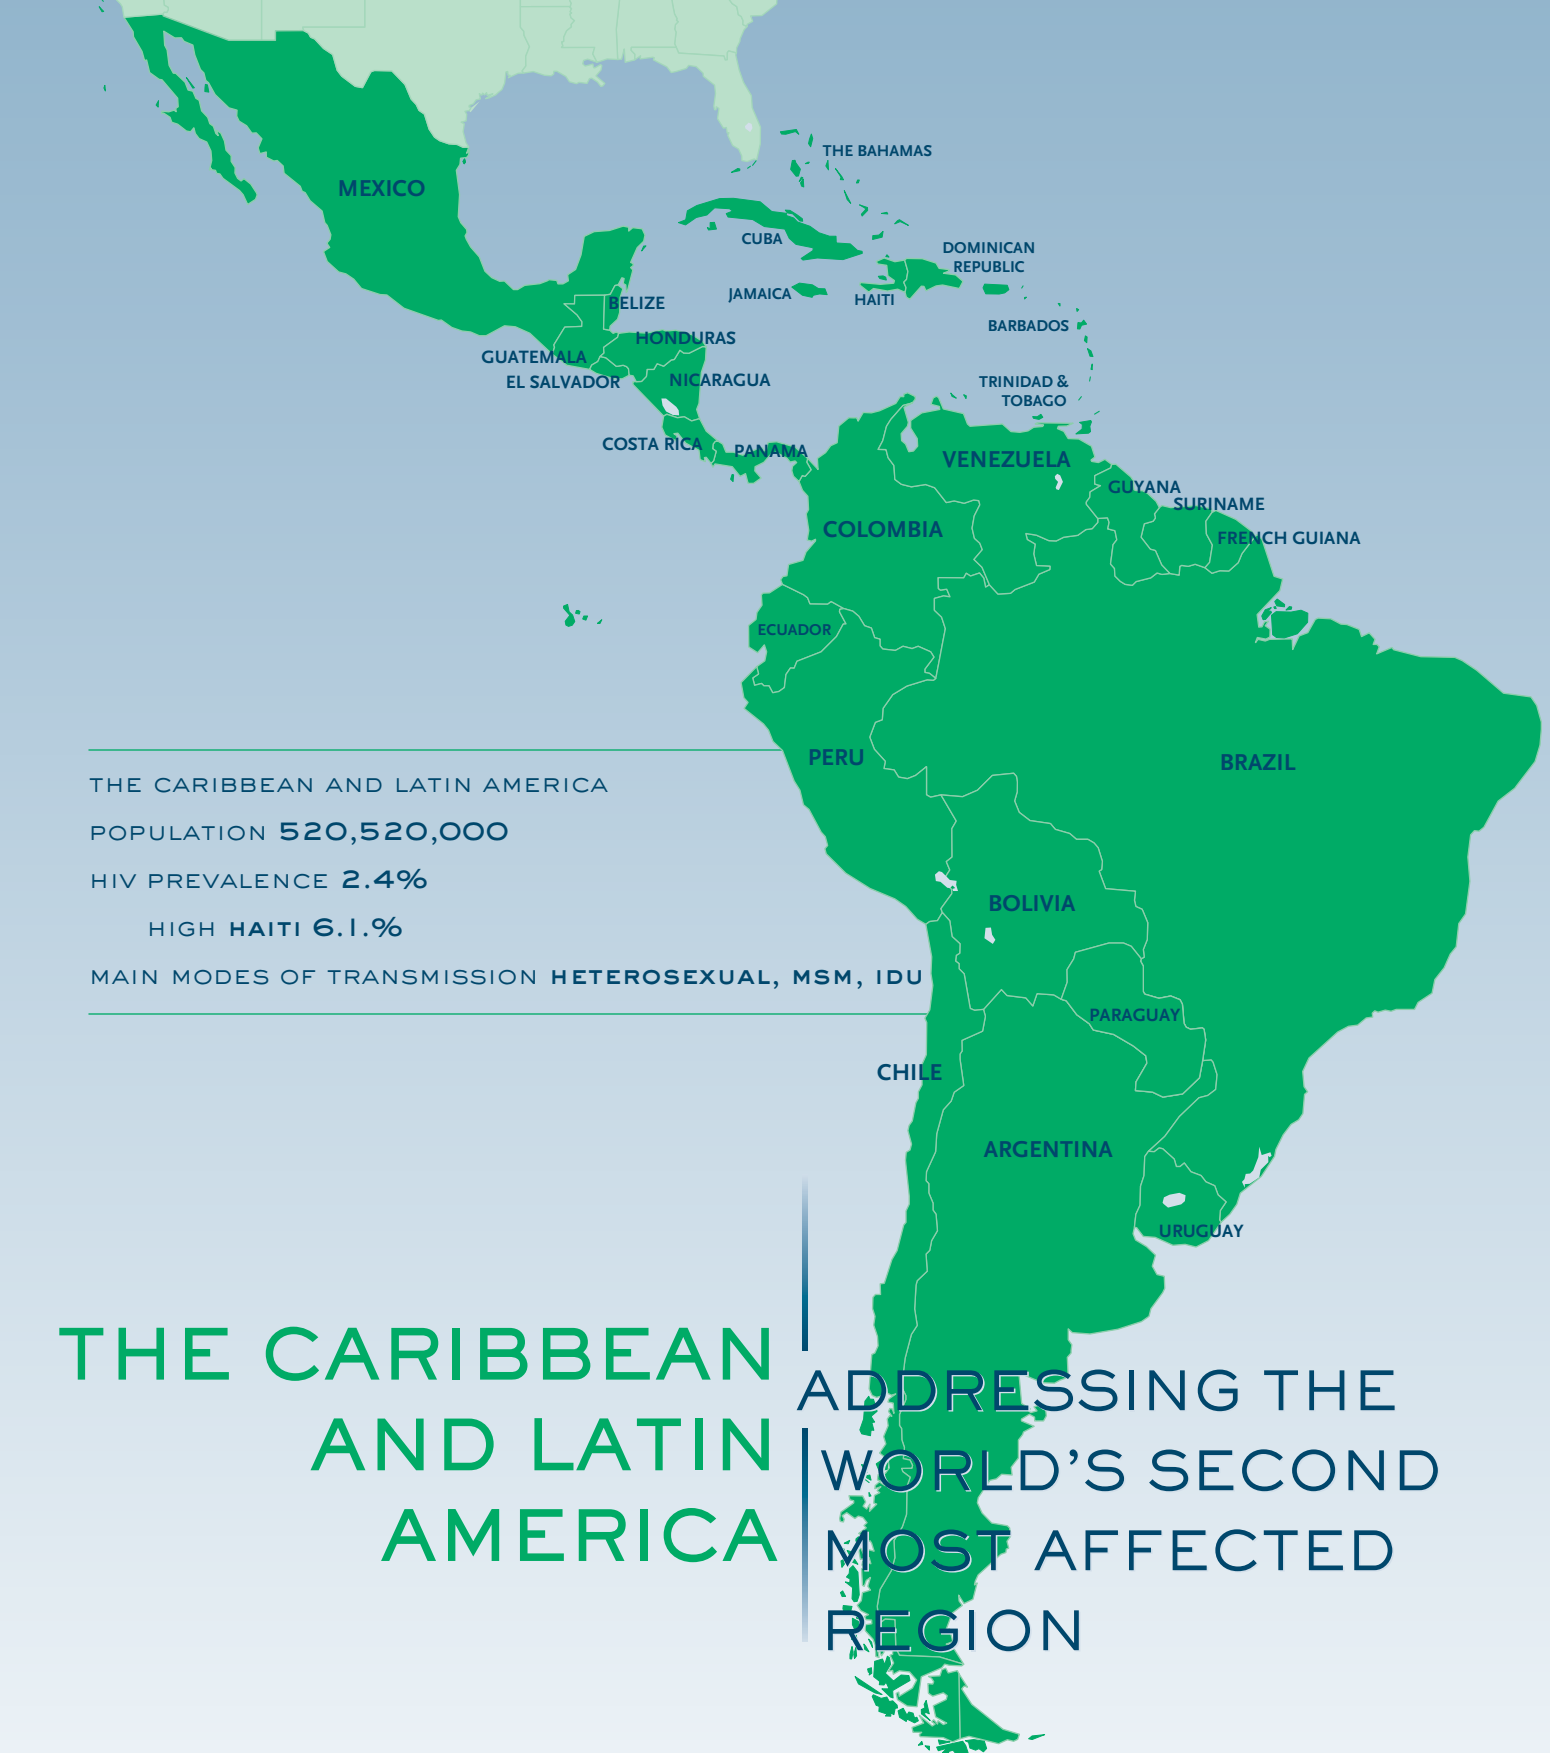 THE BAHAMAS
MEXICO
CUBA
DOMINICAN
REPUBLIC
JAMAICA
HAITI
BELIZE
BARBADOS
HONDURAS
GUATEMALA
EL SALVADOR
NICARAGUA
TRINIDAD &
TOBAGO
COSTA RICA
PANAMA
VENEZUELA
GUYANA
SURINAME
COLOMBIA
FRENCH GUIANA
ECUADOR
PERU
BRAZIL
THE CARIBBEAN AND LATIN AMERICA
POPULATION 520,520,000
HIV PREVALENCE 2.4%
HIGH HAITI 6.1.%
MAIN MODES OF TRANSMISSION HETEROSEXUAL, MSM, IDU
BOLIVIA
PARAGUAY
CHILE
ARGENTINA
URUGUAY
THE CARIBBEAN
AND LATIN
AMERICA
ADDRESSING THE
WORLD’S SECOND
MOST AFFECTED
REGION